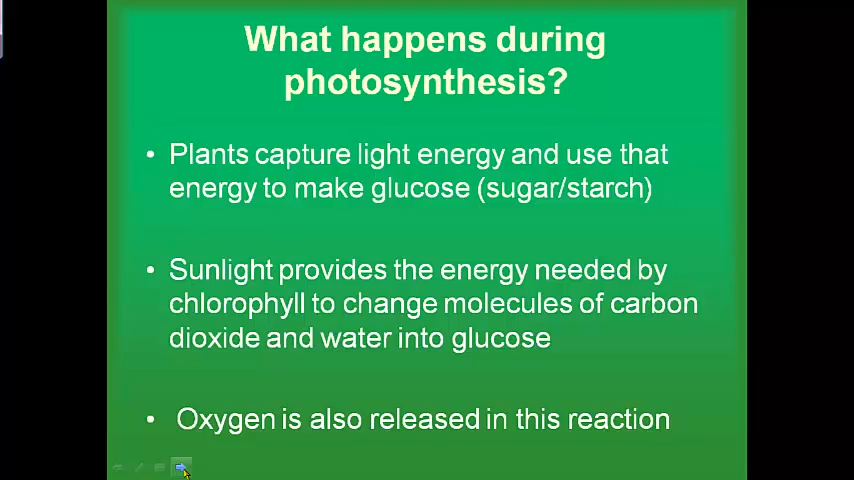 What happens during
photosynthesis?
• Plants capture light energy and use that
energy to make glucose (sugar/starch)
• Sunlight provides the energy needed by
chlorophyll to change molecules of carbon
dioxide and water into glucose
• Oxygen is also released in this reaction